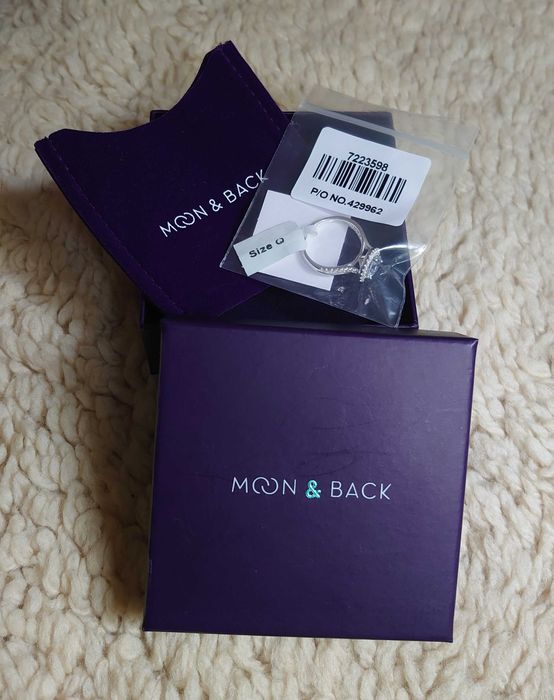 MOON & BACK
7223598
P/O NO.429962
Size
MOON & BACK